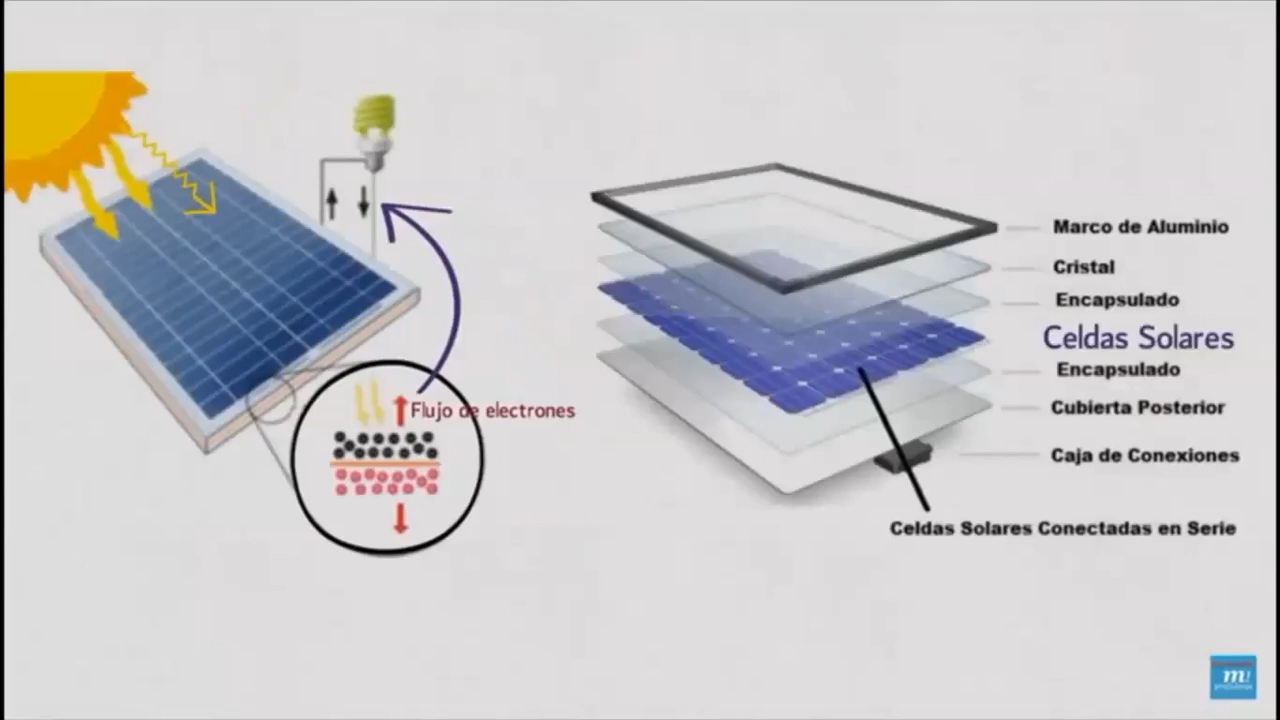 Flujo de electrones
Marco de Aluminio
Cristal
Encapsulado
Celdas Solares
Encapsulado
Cubierta Posterior
Caja de Conexiones
Celdas Solares Conectadas en Serie
m!